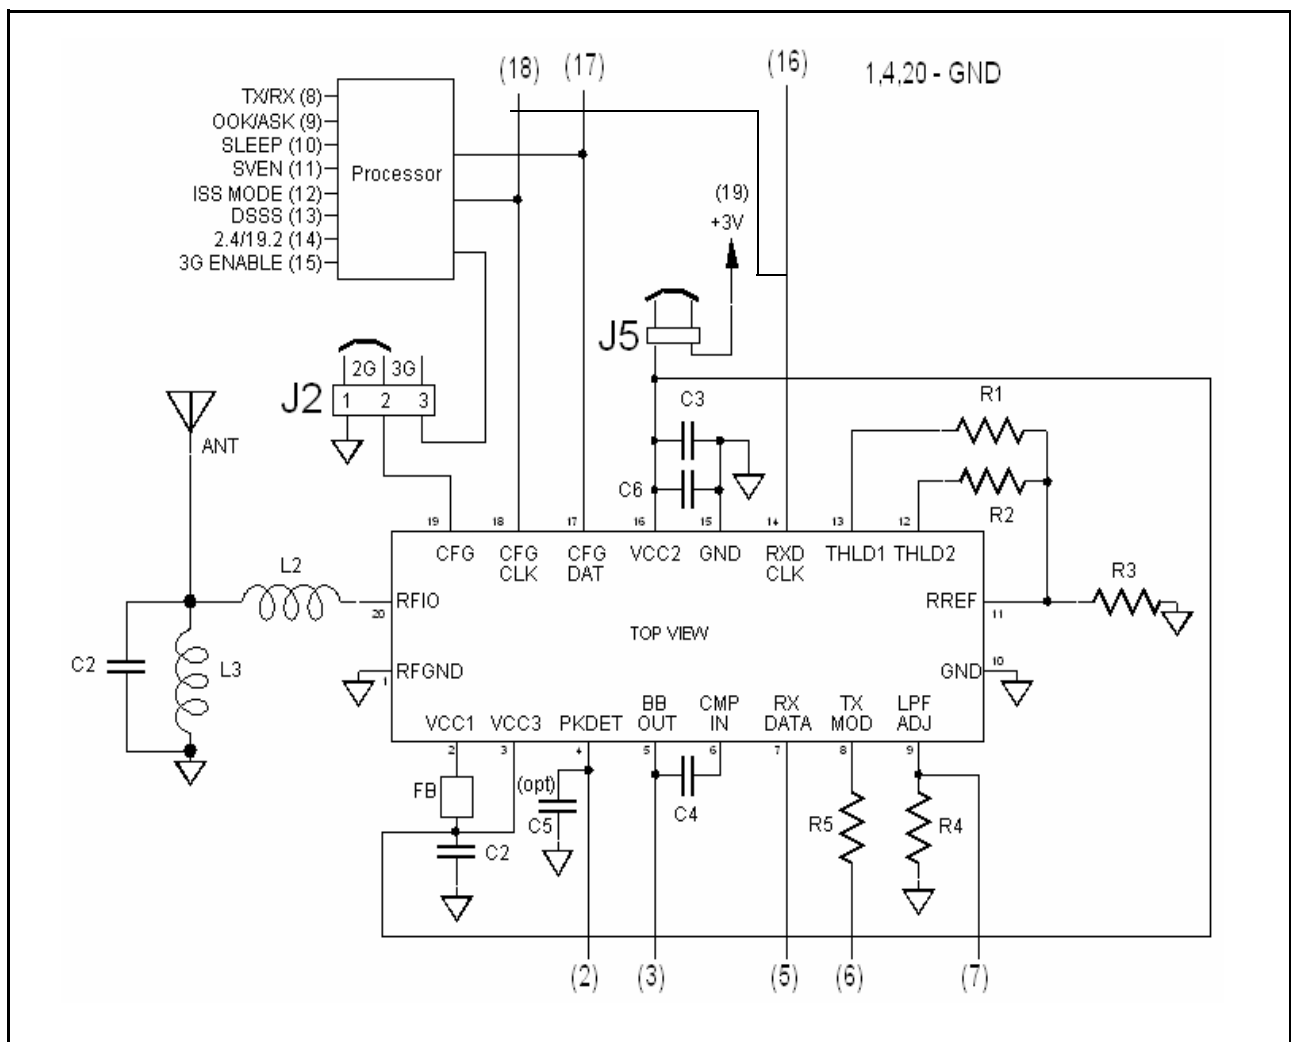 (18) (17) (16) 1,4,20 - GND
TX/RX (8)
OOK/ASK (9)
SLEEP (10)
SVEN (11)
ISS MODE (12)
DSSS (13)
2.4/19.2 (14)
3G ENABLE (15)
Processor
(19)
+3V
J5
J2
2G 3G
1 2 3
ANT
C3
C6
R1
R2
R3
19 18 17 16 15 14 13 12
CFG
CFG CLK
CFG DAT
VCC2
GND
RXD CLK
THLD1
THLD2
L2
RFIO
20
RREF
11
TOP VIEW
C2
L3
RFGND
1
GND
10
VCC1
VCC3
PKDET
BB OUT
CMP IN
RX DATA
TX MOD
LPF ADJ
2 3 4 5 6 7 8 9
FB
(opt)
C5
C2
C4
R5
R4
(2) (3) (5) (6) (7)